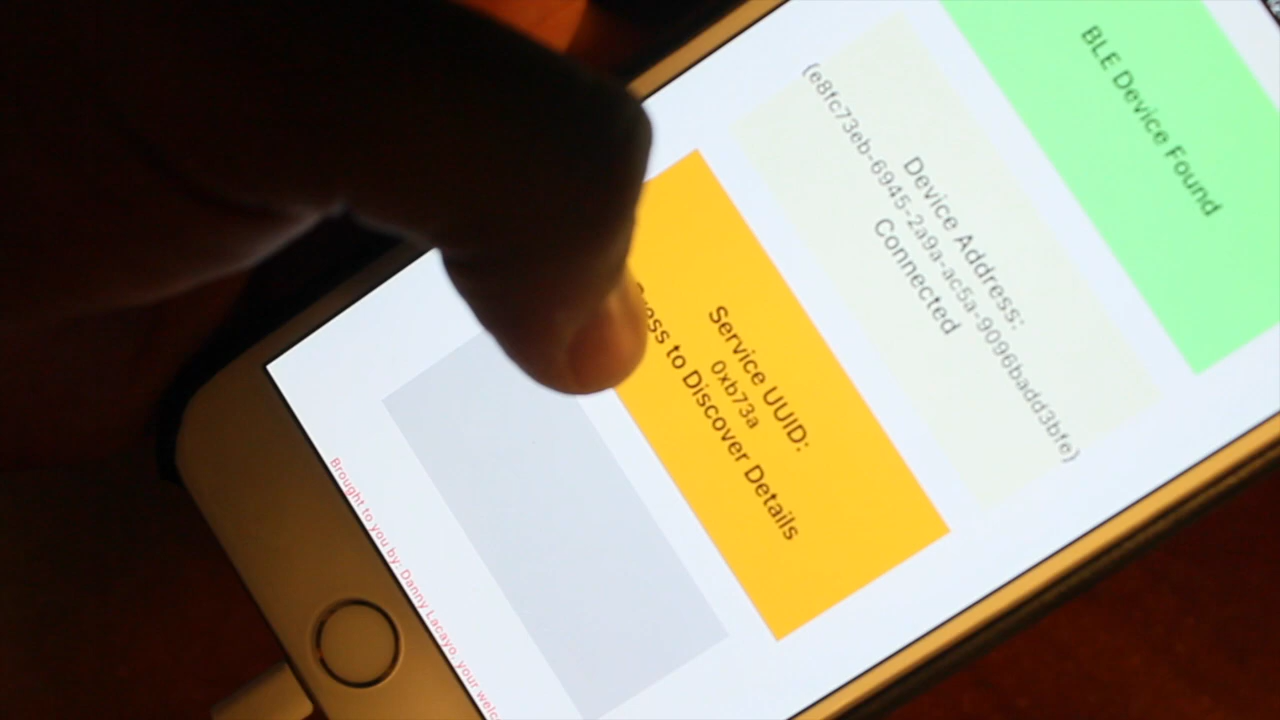 BLE Device Found
Device Address:
{e8fc73eb-6945-2a9a-ac5a-9096badd3bfe}
Connected
Service UUID:
0xb73a
Press to Discover Details
Brought to you by: Danny Lacayo, your welc